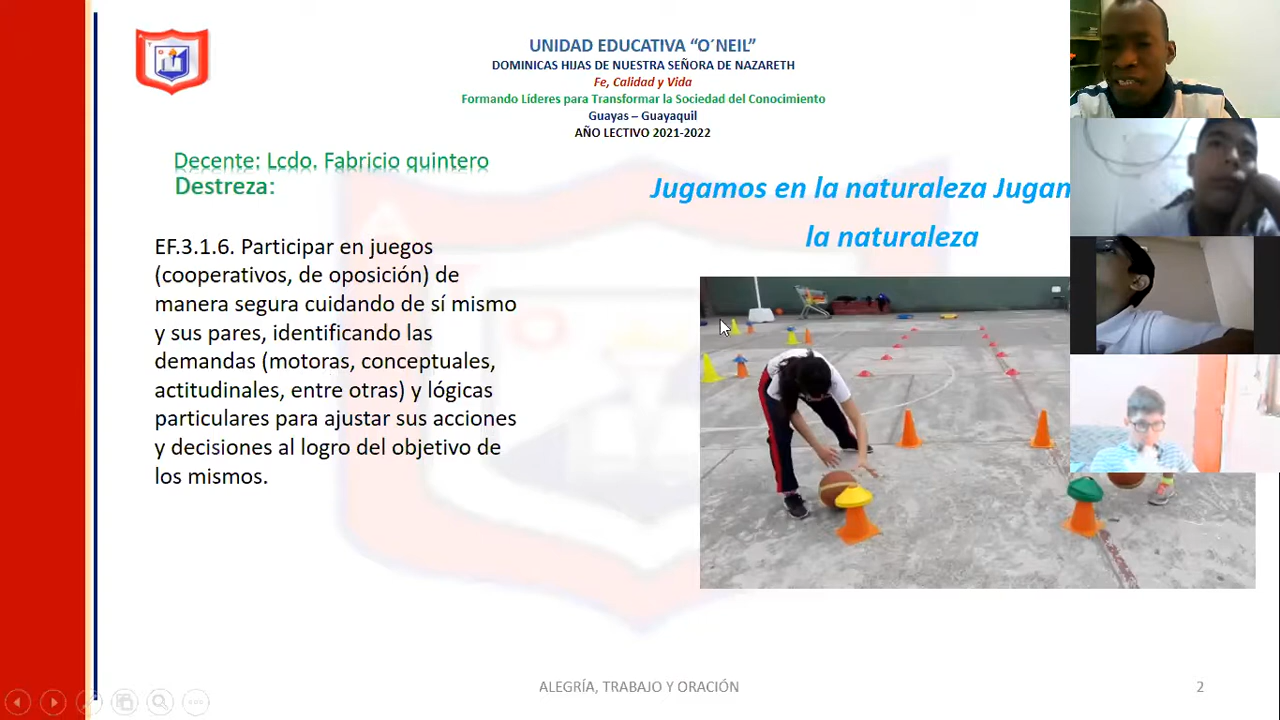 UNIDAD EDUCATIVA “O´NEIL”
DOMINICAS HIJAS DE NUESTRA SEÑORA DE NAZARETH
Fe, Calidad y Vida
Formando Líderes para Transformar la Sociedad del Conocimiento
Guayas – Guayaquil
AÑO LECTIVO 2021-2022
Decente: Lcdo. Fabricio quintero
Destreza:
Jugamos en la naturaleza Jugam
la naturaleza
EF.3.1.6. Participar en juegos
(cooperativos, de oposición) de
manera segura cuidando de sí mismo
y sus pares, identificando las
demandas (motoras, conceptuales,
actitudinales, entre otras) y lógicas
particulares para ajustar sus acciones
y decisiones al logro del objetivo de
los mismos.
ALEGRÍA, TRABAJO Y ORACIÓN
2